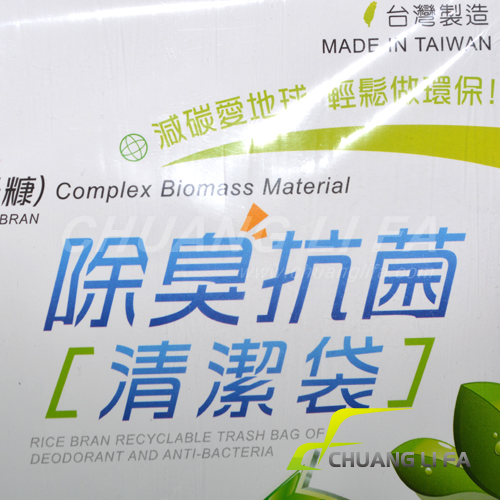 台灣製造
MADE IN TAIWAN
減碳愛地球 輕鬆做環保!
糠) Complex Biomass Material
BRAN
CHUANG LI FA
除臭抗菌
[清潔袋]
RICE BRAN RECYCLABLE TRASH BAG OF
DEODORANT AND ANTI-BACTERIA
CHUANG LI FA